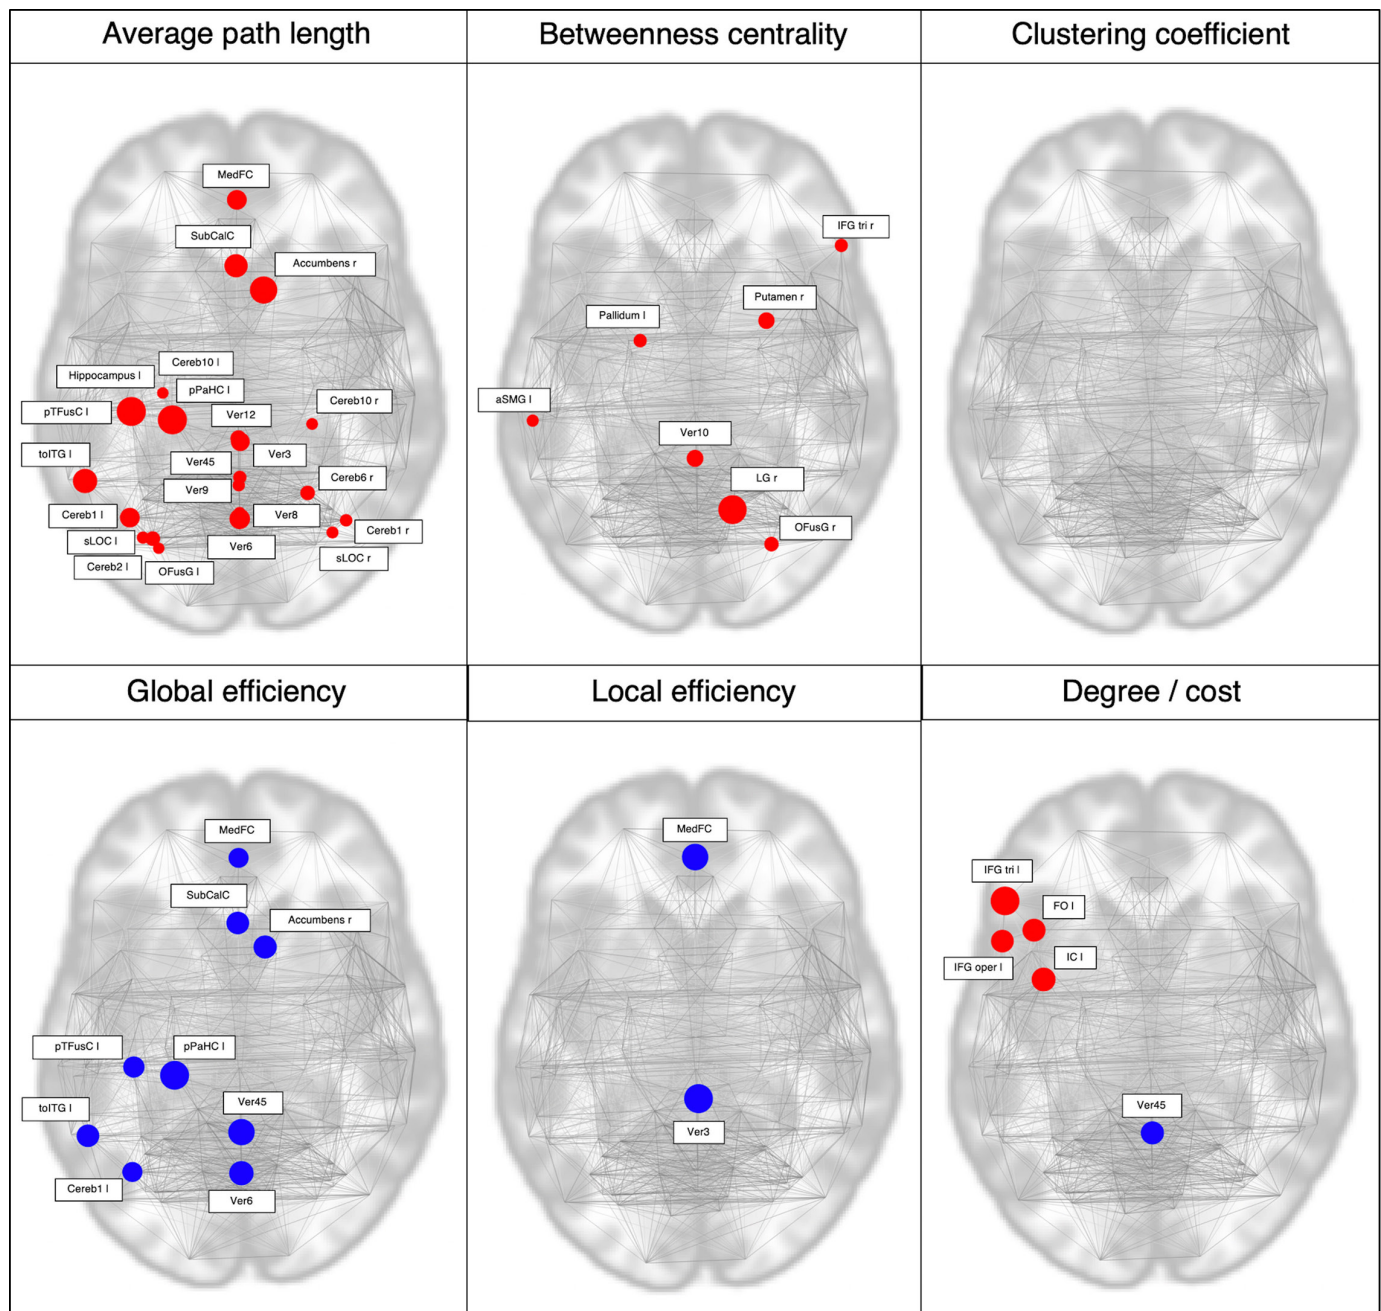 Average path length
Betweenness centrality
Clustering coefficient
MedFC
SubCalC
Accumbens r
Cereb10 l
Hippocampus l
pPaHC l
pTFusC l
Ver12
Cereb10 r
toITG l
Ver45
Ver3
Ver9
Cereb6 r
Cereb1 l
Ver8
sLOC l
Cereb1 r
Ver6
Cereb2 l
OFusG l
sLOC r
IFG tri r
Putamen r
Pallidum l
aSMG l
Ver10
LG r
OFusG r
Global efficiency
Local efficiency
Degree / cost
MedFC
SubCalC
Accumbens r
pTFusC l
pPaHC l
Ver45
toITG l
Cereb1 l
Ver6
MedFC
Ver3
IFG tri l
FO l
IFG oper l
IC l
Ver45